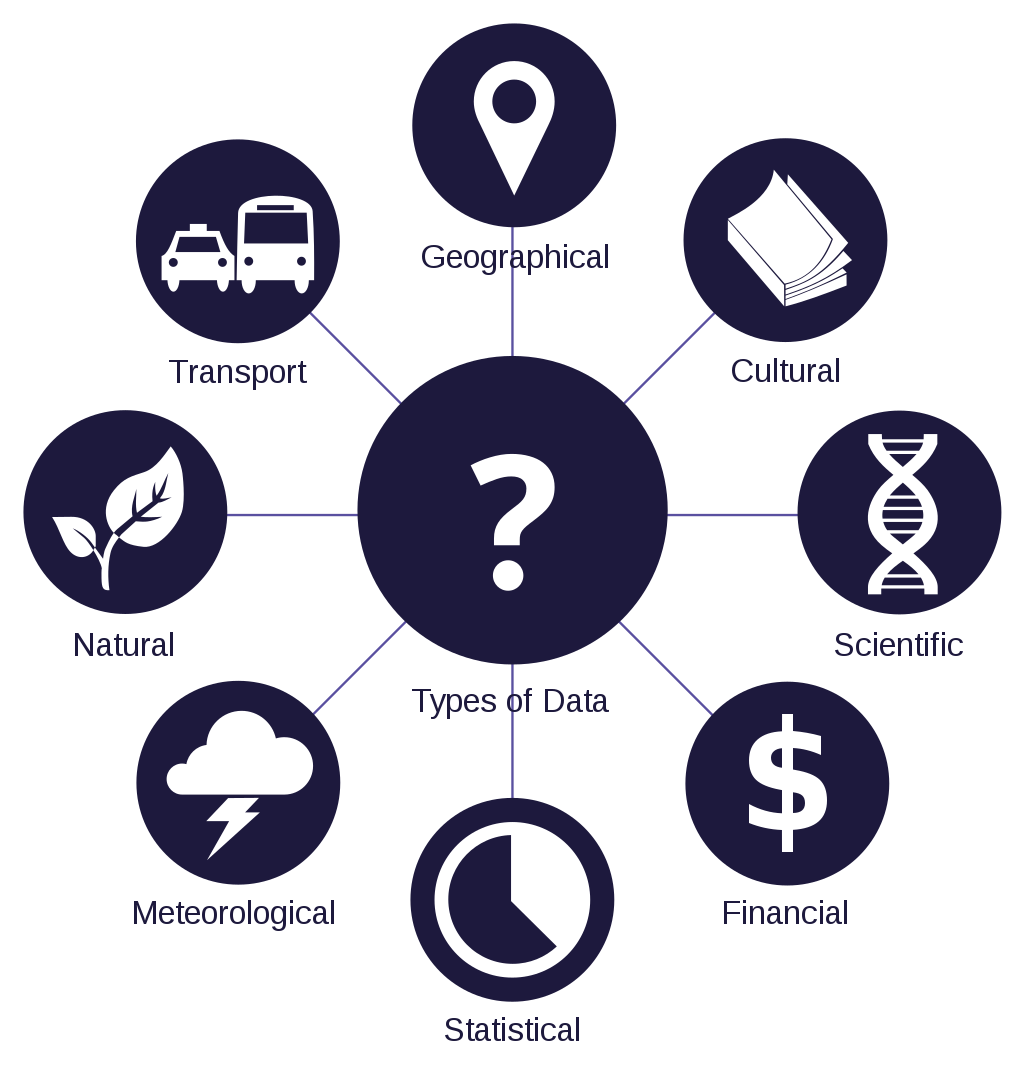 Geographical
Transport
Cultural
?
Natural
Scientific
Types of Data
$
Meteorological
Financial
Statistical